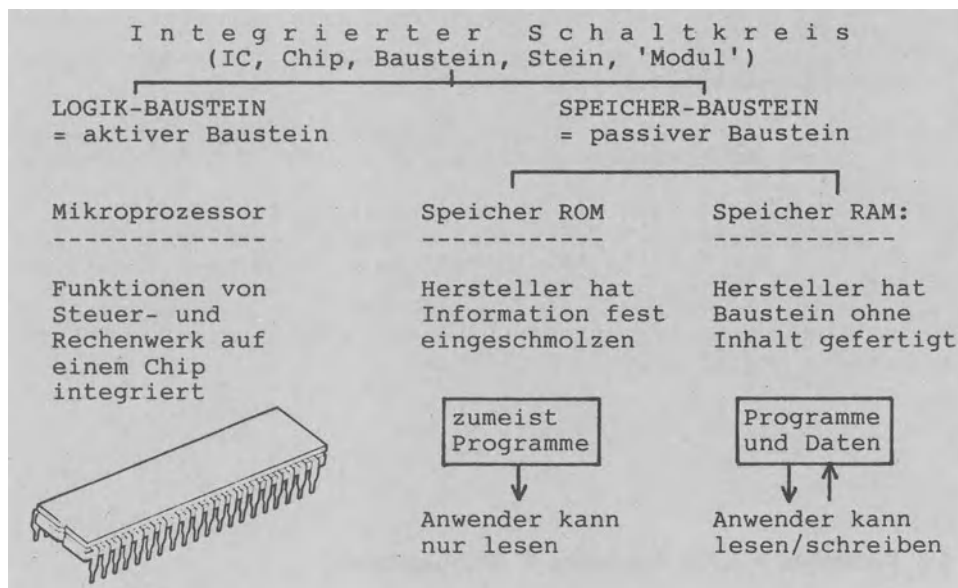 Integrierter Schaltkreis
(IC, Chip, Baustein, Stein, 'Modul')
LOGIK-BAUSTEIN
= aktiver Baustein
SPEICHER-BAUSTEIN
= passiver Baustein
Mikroprozessor
--------------
Funktionen von
Steuer- und
Rechenwerk auf
einem Chip
integriert
Speicher ROM
------------
Hersteller hat
Information fest
eingeschmolzen
zumeist
Programme
Anwender kann
nur lesen
Speicher RAM:
------------
Hersteller hat
Baustein ohne
Inhalt gefertigt
Programme
und Daten
Anwender kann
lesen/schreiben